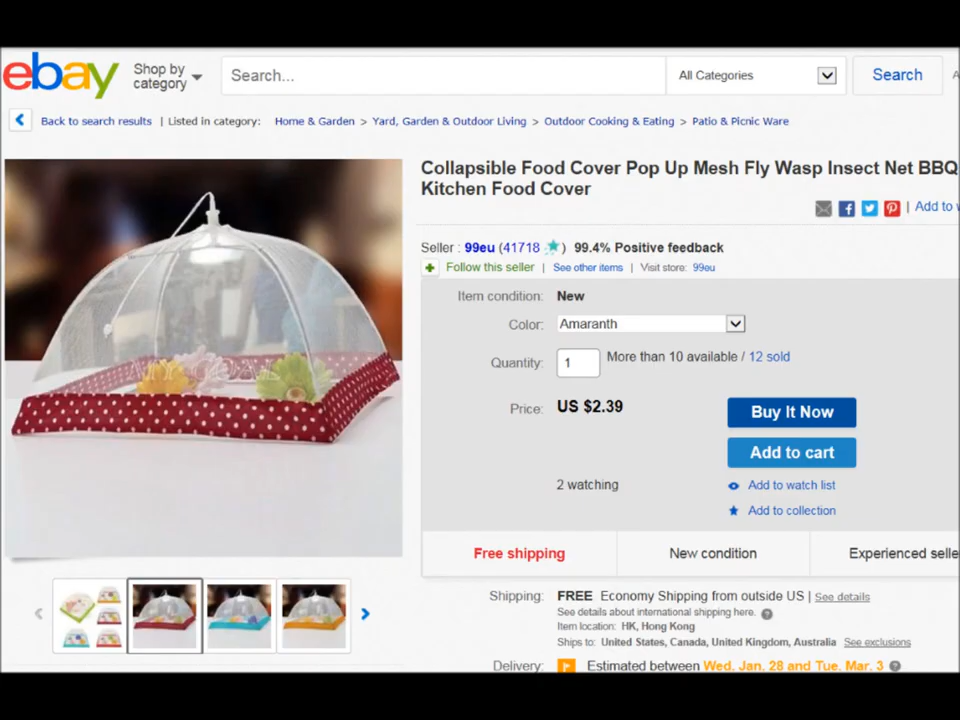 ebay
Shop by
category
Search...
All Categories
Search
Back to search results | Listed in category: Home & Garden > Yard, Garden & Outdoor Living > Outdoor Cooking & Eating > Patio & Picnic Ware
Collapsible Food Cover Pop Up Mesh Fly Wasp Insect Net BBQ
Kitchen Food Cover
| Add to
Seller : 99eu (41718 ) 99.4% Positive feedback
Follow this seller | See other items | Visit store: 99eu
Item condition: New
Color: Amaranth
Quantity: 1 More than 10 available / 12 sold
Price: US $2.39
Buy It Now
Add to cart
2 watching
Add to watch list
Add to collection
Free shipping New condition Experienced selle
Shipping: FREE Economy Shipping from outside US | See details
See details about international shipping here.
Item location: HK, Hong Kong
Ships to: United States, Canada, United Kingdom, Australia See exclusions
Delivery: Estimated between Wed. Jan. 28 and Tue. Mar. 3